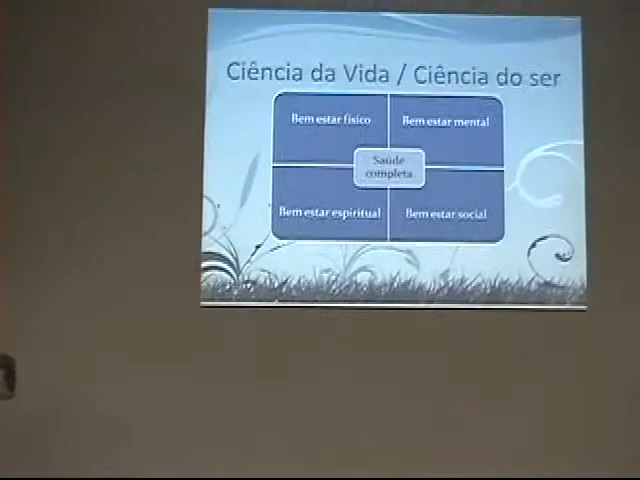 Ciência da Vida / Ciência do ser
Bem estar físico
Bem estar mental
Saúde
completa
Bem estar espiritual
Bem estar social